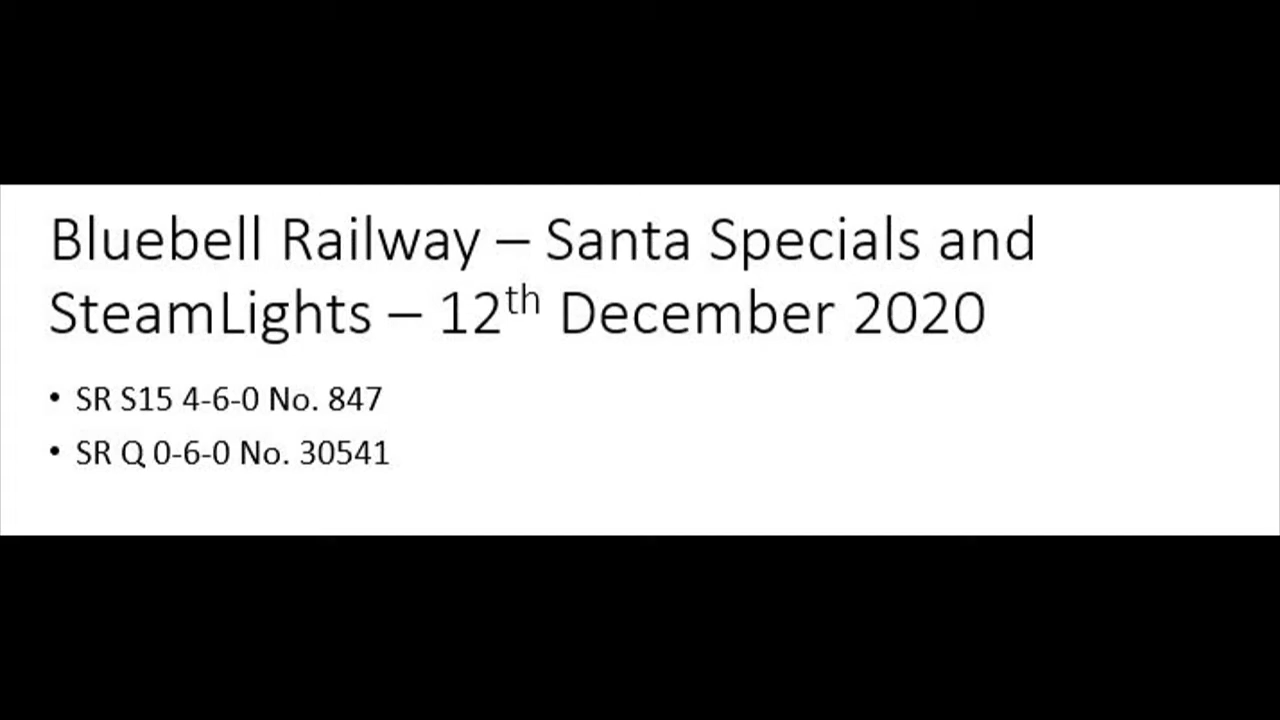 Bluebell Railway – Santa Specials and
SteamLights – 12th December 2020
• SR S15 4-6-0 No. 847
• SR Q 0-6-0 No. 30541